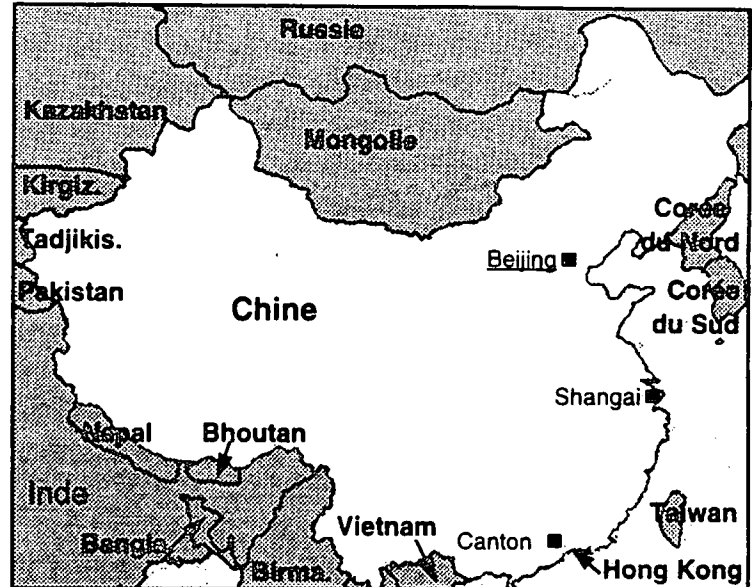 Russie
Kazakhstan
Mongolie
Kirgiz.
Corée
du Nord
Tadjikis.
Beijing
Pakistan
Chine
Corée
du Sud
Shangai
Nepal
Bhoutan
Inde
Taiwan
Vietnam
Canton
Bangla.
Birma.
Hong Kong